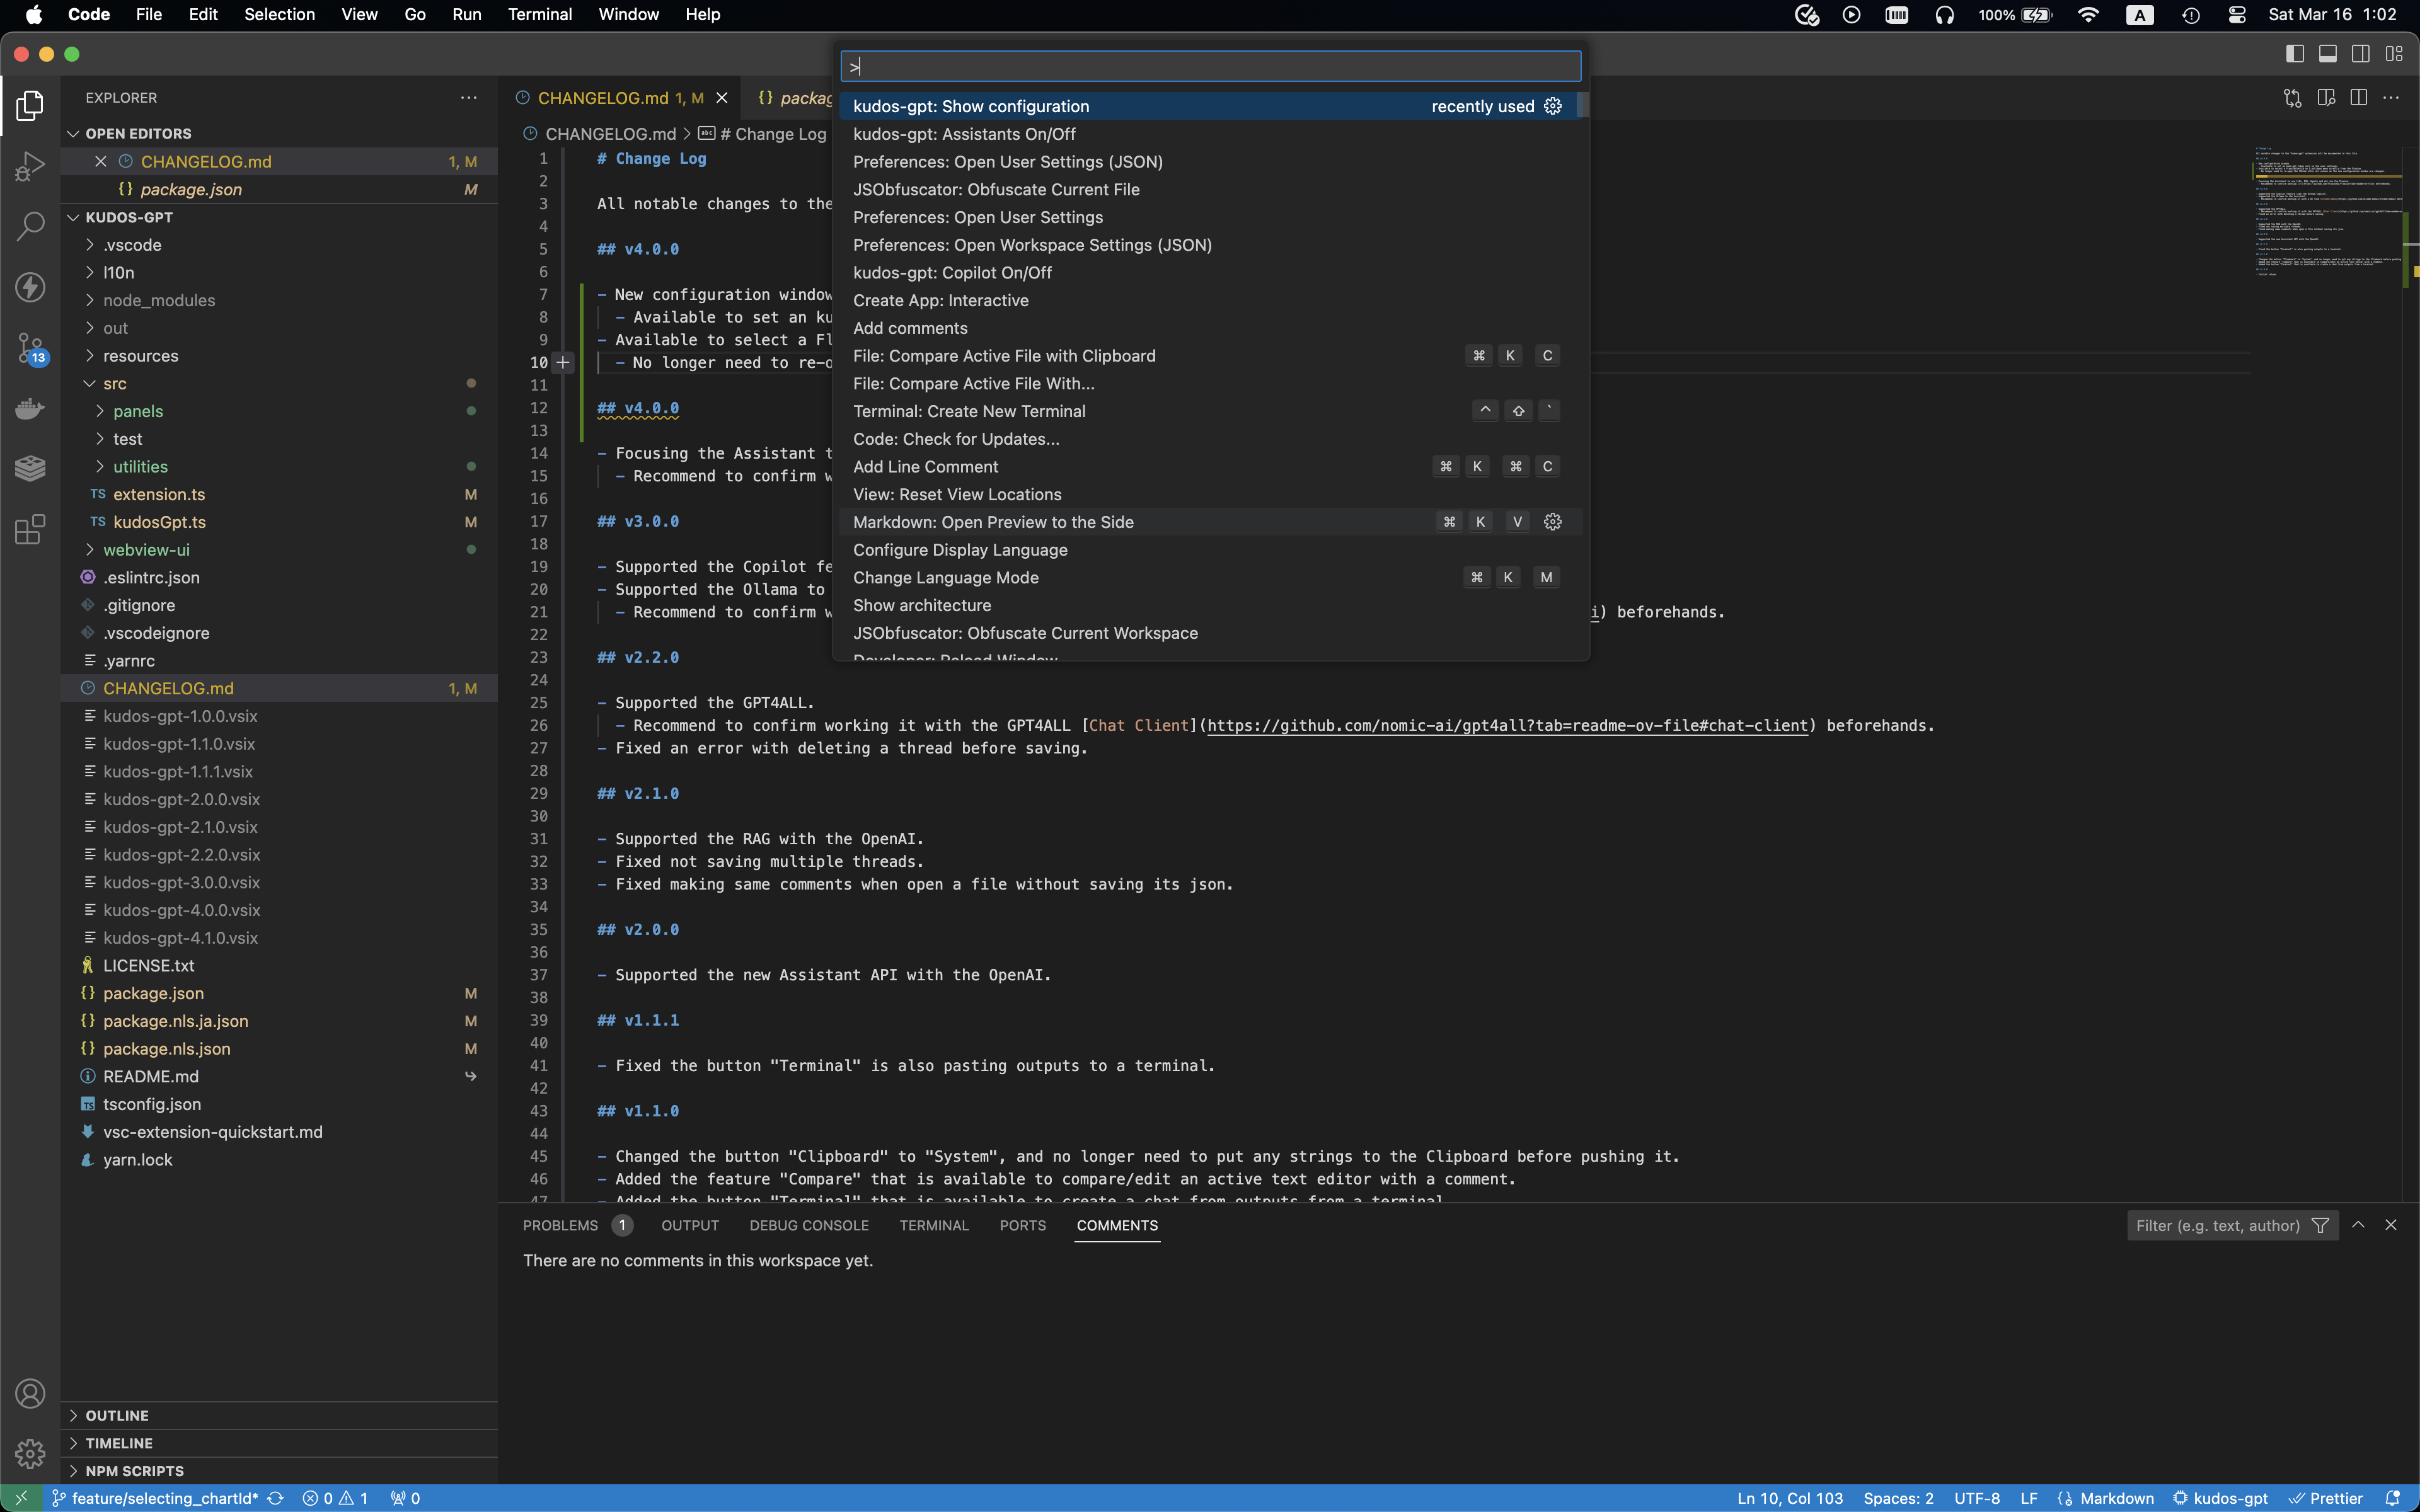 Code File Edit Selection View Go Run Terminal Window Help
100% A Sat Mar 16 1:02
EXPLORER
OPEN EDITORS
CHANGELOG.md 1, M
package.json M
KUDOS-GPT
.vscode
l10n
node_modules
out
resources
src
panels
test
utilities
TS extension.ts M
TS kudosGpt.ts M
webview-ui
.eslintrc.json
.gitignore
.vscodeignore
.yarnrc
CHANGELOG.md 1, M
kudos-gpt-1.0.0.vsix
kudos-gpt-1.1.0.vsix
kudos-gpt-1.1.1.vsix
kudos-gpt-2.0.0.vsix
kudos-gpt-2.1.0.vsix
kudos-gpt-2.2.0.vsix
kudos-gpt-3.0.0.vsix
kudos-gpt-4.0.0.vsix
kudos-gpt-4.1.0.vsix
LICENSE.txt
{} package.json M
{} package.nls.ja.json M
{} package.nls.json M
README.md
TS tsconfig.json
vsc-extension-quickstart.md
yarn.lock
OUTLINE
TIMELINE
NPM SCRIPTS
13
CHANGELOG.md 1, M
{}
CHANGELOG.md > abc # Change Log
>
kudos-gpt: Show configuration recently used
kudos-gpt: Assistants On/Off
Preferences: Open User Settings (JSON)
JSObfuscator: Obfuscate Current File
Preferences: Open User Settings
Preferences: Open Workspace Settings (JSON)
kudos-gpt: Copilot On/Off
Create App: Interactive
Add comments
File: Compare Active File with Clipboard ⌘ K C
File: Compare Active File With...
Terminal: Create New Terminal ^ ⇧ `
Code: Check for Updates...
Add Line Comment ⌘ K ⌘ C
View: Reset View Locations
Markdown: Open Preview to the Side ⌘ K V
Configure Display Language
Change Language Mode ⌘ K M
Show architecture
JSObfuscator: Obfuscate Current Workspace
Developer: Reload Window
1 # Change Log
2
3 All notable changes to the
4
5 ## v4.0.0
6
7 - New configuration window
8 - Available to set an
9 - Available to select a
10 - No longer need to
11
12 ## v4.0.0
13
14 - Focusing the Assistant
15 - Recommend to confirm
16
17 ## v3.0.0
18
19 - Supported the Copilot
20 - Supported the Ollama to
21 - Recommend to confirm i) beforehands.
22
23 ## v2.2.0
24
25 - Supported the GPT4ALL.
26 - Recommend to confirm working it with the GPT4ALL [Chat Client](https://github.com/nomic-ai/gpt4all?tab=readme-ov-file#chat-client) beforehands.
27 - Fixed an error with deleting a thread before saving.
28
29 ## v2.1.0
30
31 - Supported the RAG with the OpenAI.
32 - Fixed not saving multiple threads.
33 - Fixed making same comments when open a file without saving its json.
34
35 ## v2.0.0
36
37 - Supported the new Assistant API with the OpenAI.
38
39 ## v1.1.1
40
41 - Fixed the button "Terminal" is also pasting outputs to a terminal.
42
43 ## v1.1.0
44
45 - Changed the button "Clipboard" to "System", and no longer need to put any strings to the Clipboard before pushing it.
46 - Added the feature "Compare" that is available to compare/edit an active text editor with a comment.
47 - Added the button "Terminal" that is available to create a chat from outputs from a terminal.
PROBLEMS 1 OUTPUT DEBUG CONSOLE TERMINAL PORTS COMMENTS
Filter (e.g. text, author)
There are no comments in this workspace yet.
feature/selecting_chartId* 0 1 0
Ln 10, Col 103 Spaces: 2 UTF-8 LF Markdown kudos-gpt Prettier